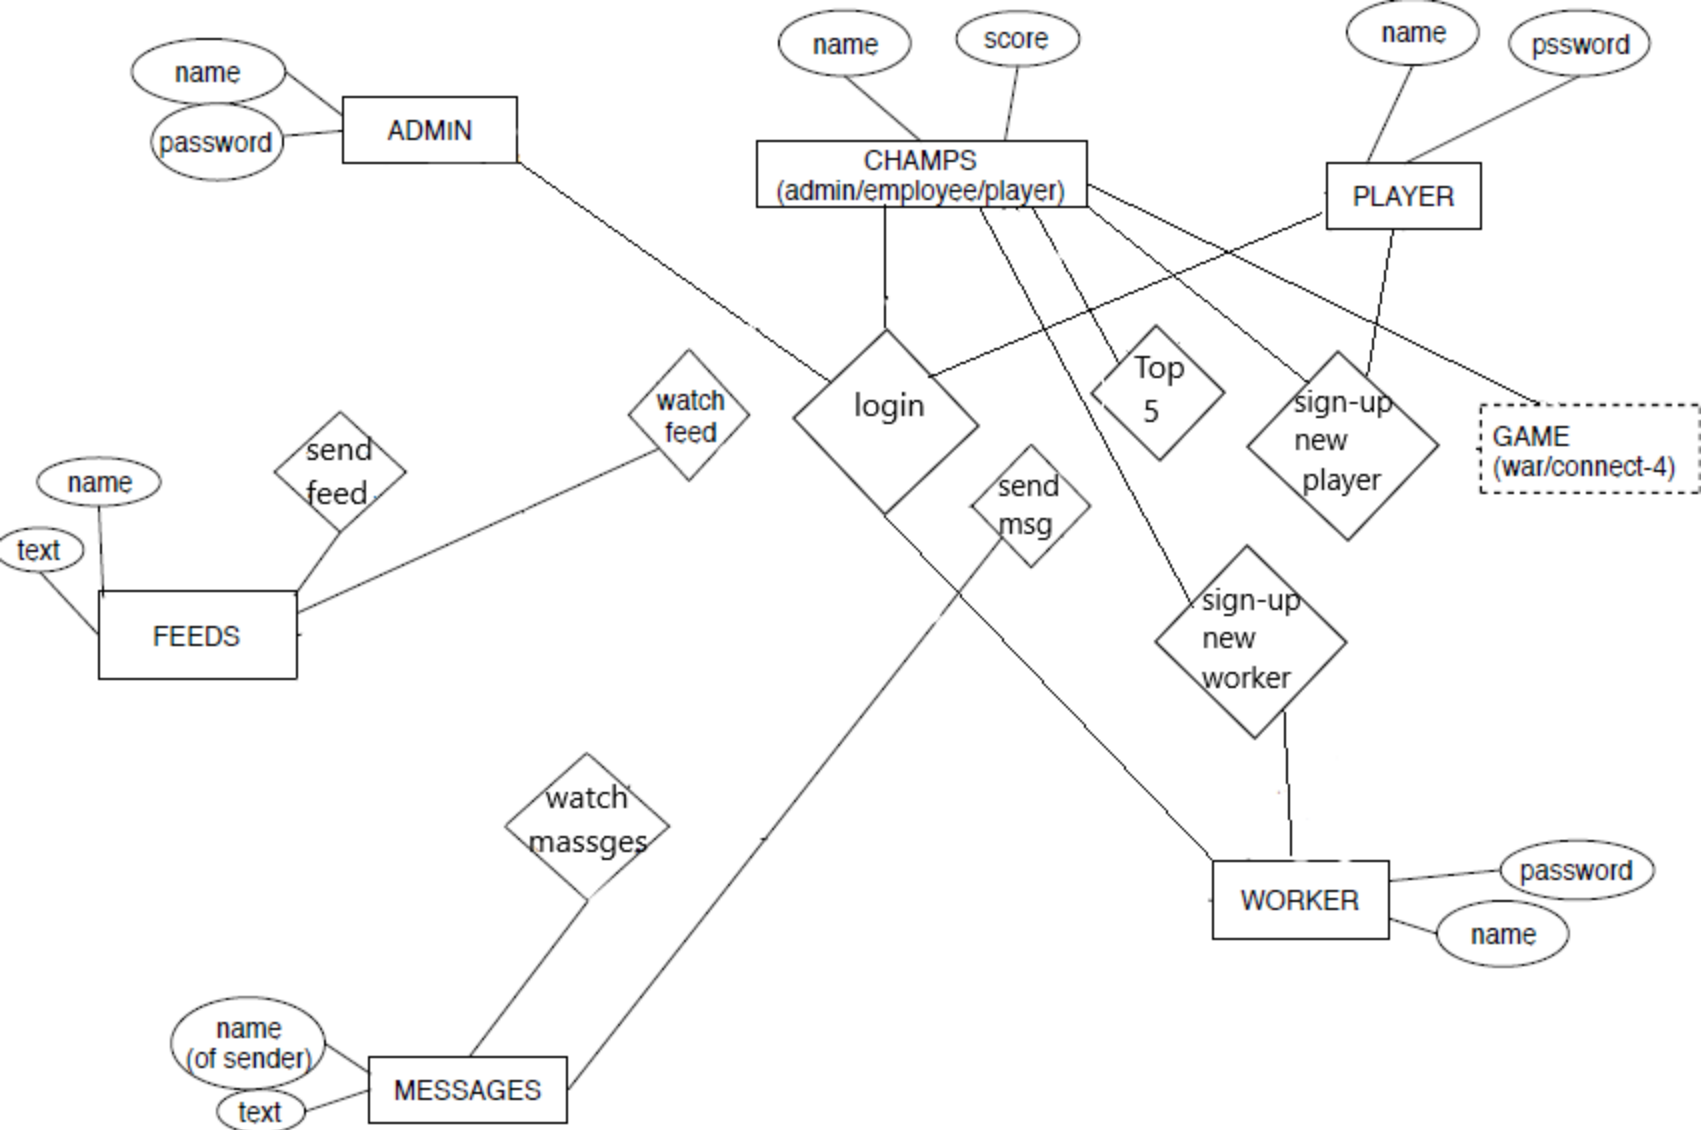 name
password
ADMIN
name
score
CHAMPS
(admin/employee/player)
name
pssword
PLAYER
login
Top
5
sign-up
new
player
GAME
(war/connect-4)
watch
feed
send
feed
name
text
FEEDS
send
msg
sign-up
new
worker
watch
massges
WORKER
password
name
name
(of sender)
text
MESSAGES